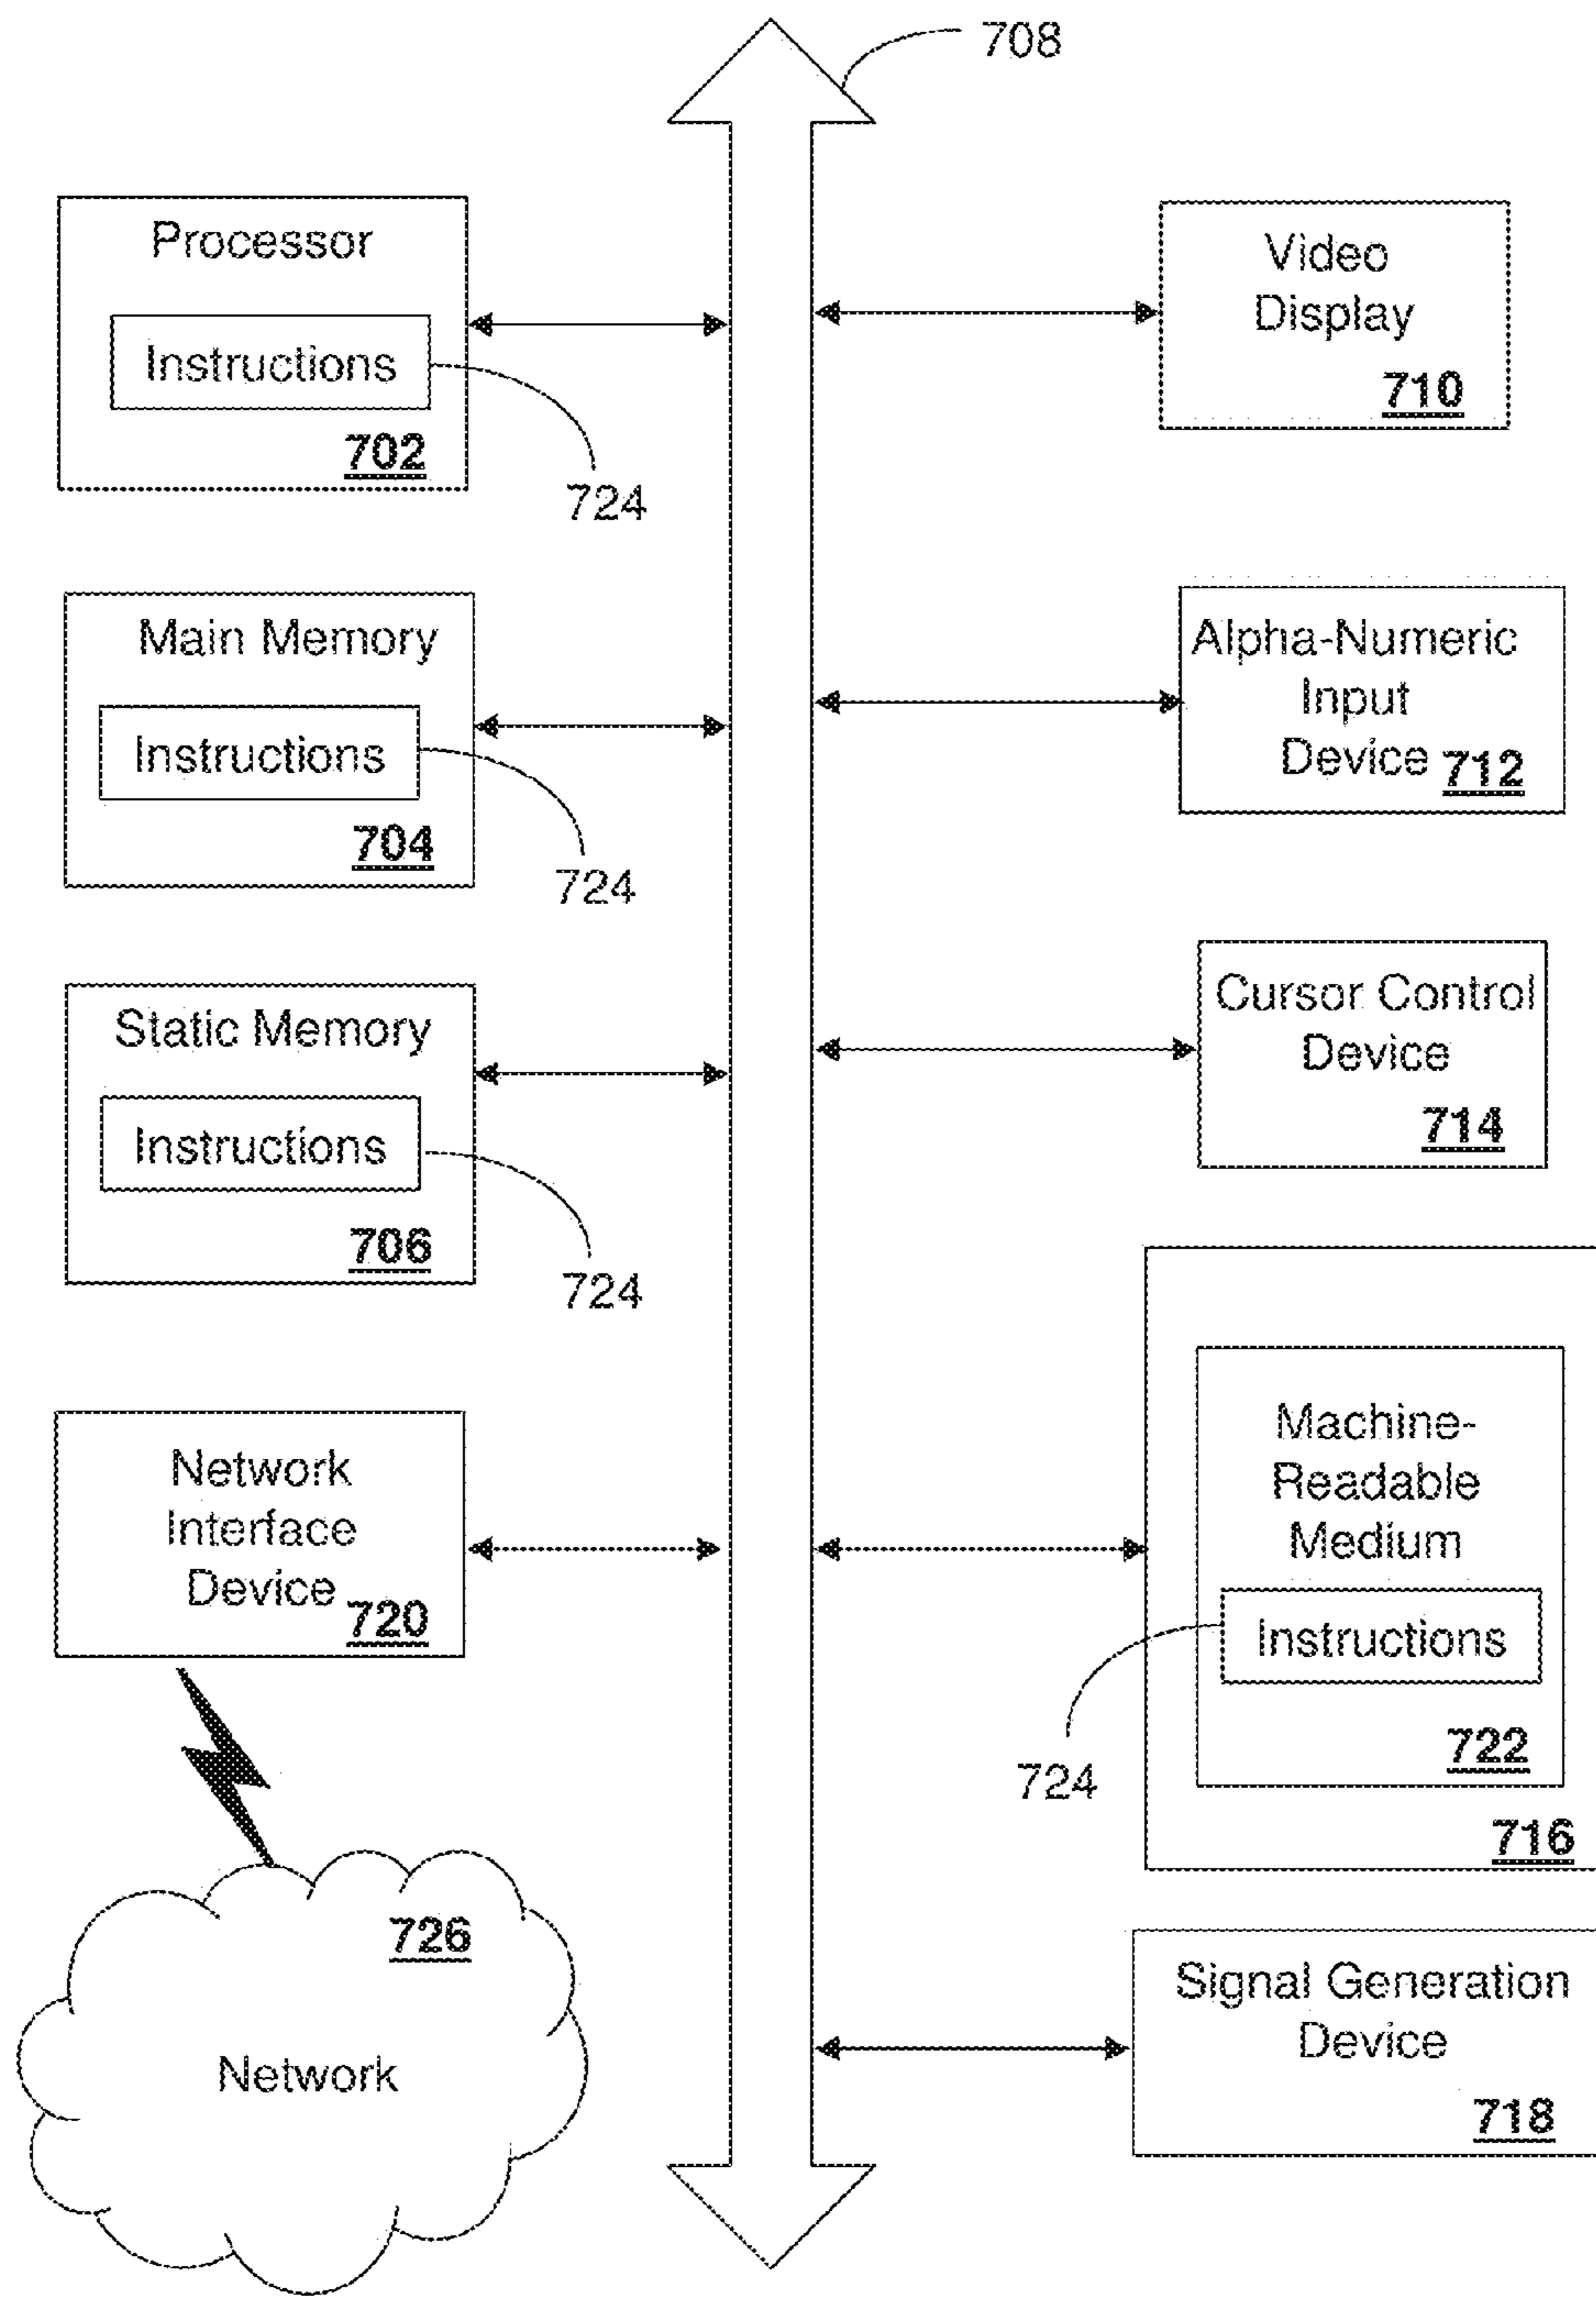 708
Processor
Instructions
702
724
Main Memory
Instructions
704
724
Static Memory
Instructions
706
724
Network
Interface
Device
720
726
Network
Video
Display
710
Alpha-Numeric
Input
Device
712
Cursor Control
Device
714
Machine-
Readable
Medium
Instructions
724
722
716
Signal Generation
Device
718